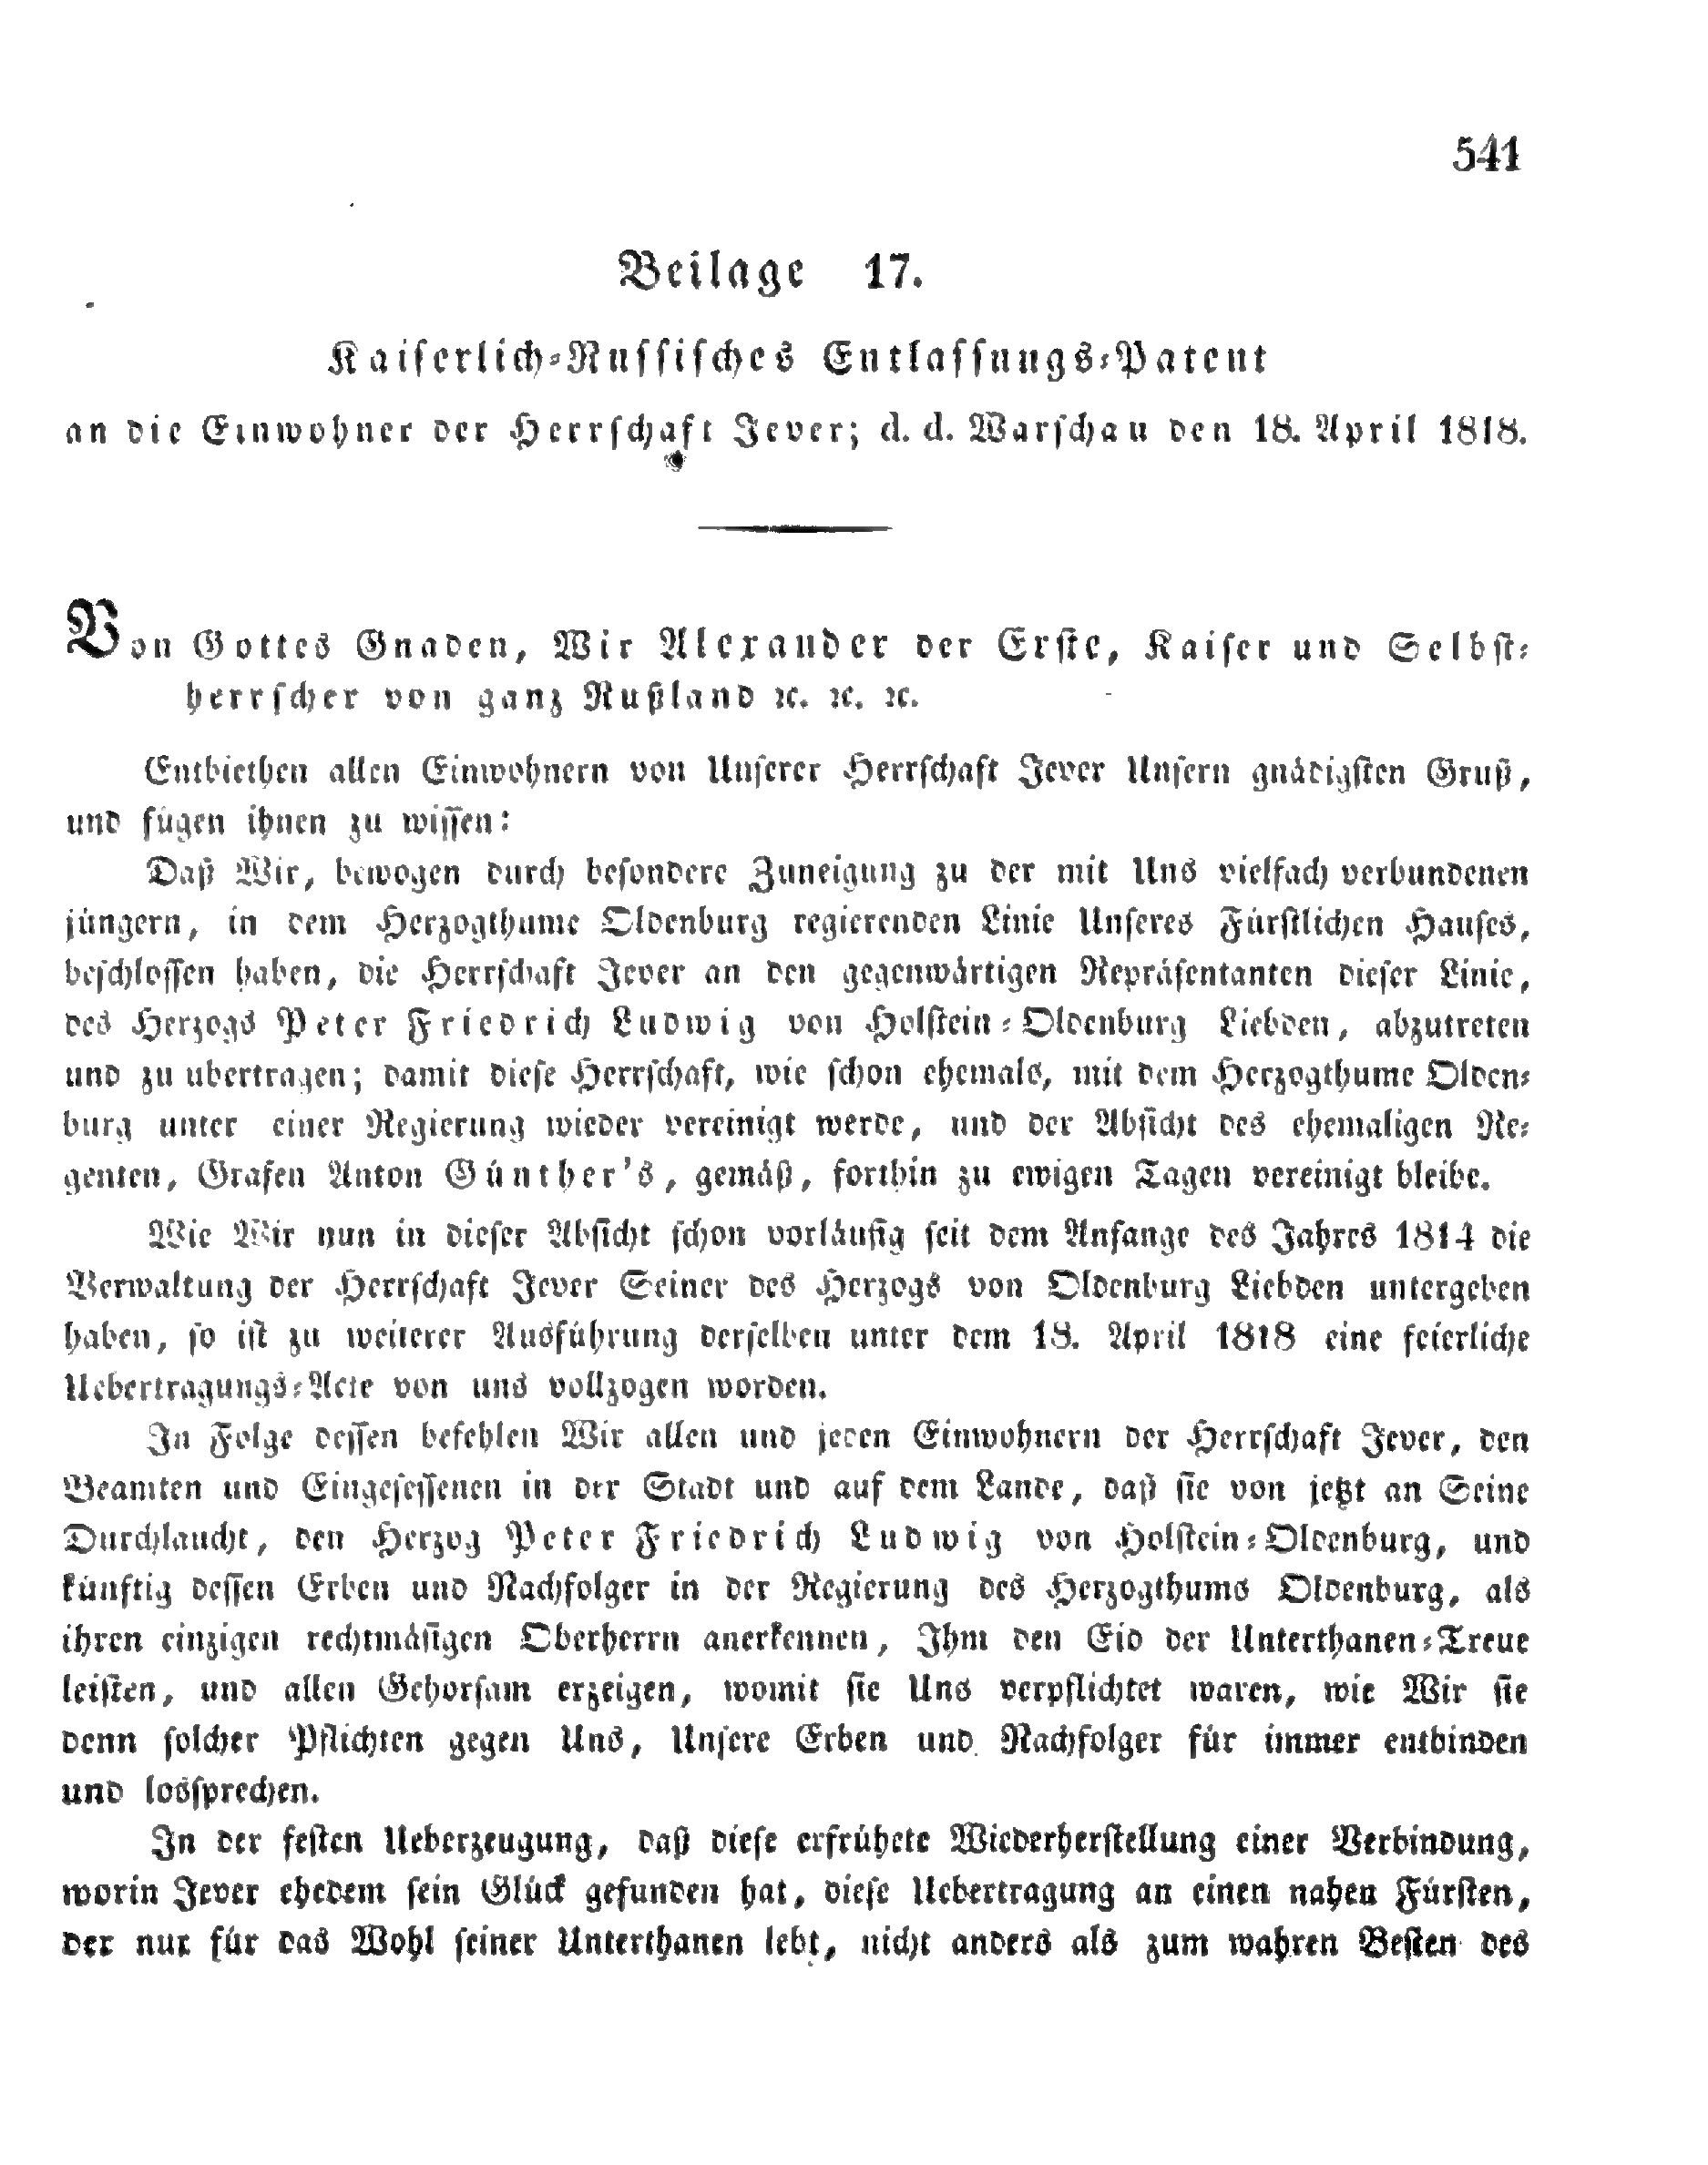 541
Beilage 17.
Kaiserlich-Russisches Entlassungs-Patent
an die Einwohner der Herrschaft Jever; d. d. Warschau den 18. April 1818.
Von Gottes Gnaden, Wir Alexander der Erste, Kaiser und Selbst-
herrscher von ganz Rußland ꝛc. ꝛc. ꝛc.
Entbiethen allen Einwohnern von Unserer Herrschaft Jever Unsern gnädigsten Gruß,
und fügen ihnen zu wissen:
Daß Wir, bewogen durch besondere Zuneigung zu der mit Uns vielfach verbundenen
jüngern, in dem Herzogthume Oldenburg regierenden Linie Unseres Fürstlichen Hauses,
beschlossen haben, die Herrschaft Jever an den gegenwärtigen Repräsentanten dieser Linie,
des Herzogs Peter Friedrich Ludwig von Holstein-Oldenburg Liebden, abzutreten
und zu übertragen; damit diese Herrschaft, wie schon ehemals, mit dem Herzogthume Olden-
burg unter einer Regierung wieder vereinigt werde, und der Absicht des ehemaligen Re-
genten, Grafen Anton Günther's, gemäß, forthin zu ewigen Tagen vereinigt bleibe.
Wie Wir nun in dieser Absicht schon vorläufig seit dem Anfange des Jahres 1814 die
Verwaltung der Herrschaft Jever Seiner des Herzogs von Oldenburg Liebden untergeben
haben, so ist zu weiterer Ausführung derselben unter dem 18. April 1818 eine feierliche
Uebertragungs-Acte von uns vollzogen worden.
In Folge dessen befehlen Wir allen und jeden Einwohnern der Herrschaft Jever, den
Beamten und Eingesessenen in der Stadt und auf dem Lande, daß sie von jetzt an Seine
Durchlaucht, den Herzog Peter Friedrich Ludwig von Holstein-Oldenburg, und
künftig dessen Erben und Nachfolger in der Regierung des Herzogthums Oldenburg, als
ihren einzigen rechtmäsigen Oberherrn anerkennen, Ihm den Eid der Unterthanen-Treue
leisten, und allen Gehorsam erzeigen, womit sie Uns verpflichtet waren, wie Wir sie
denn solcher Pflichten gegen Uns, Unsere Erben und Nachfolger für immer entbinden
und lossprechen.
In der festen Ueberzeugung, daß diese erfrühete Wiederherstellung einer Verbindung,
worin Jever ehedem sein Glück gefunden hat, diese Uebertragung an einen nahen Fürsten,
der nur für das Wohl seiner Unterthanen lebt, nicht anders als zum wahren Besten des